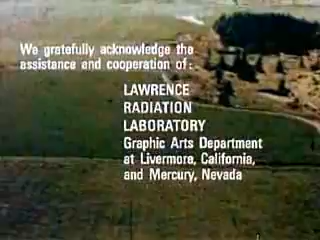 We gratefully acknowledge the
assistance and cooperation of:
LAWRENCE
RADIATION
LABORATORY
Graphic Arts Department
at Livermore, California,
and Mercury, Nevada